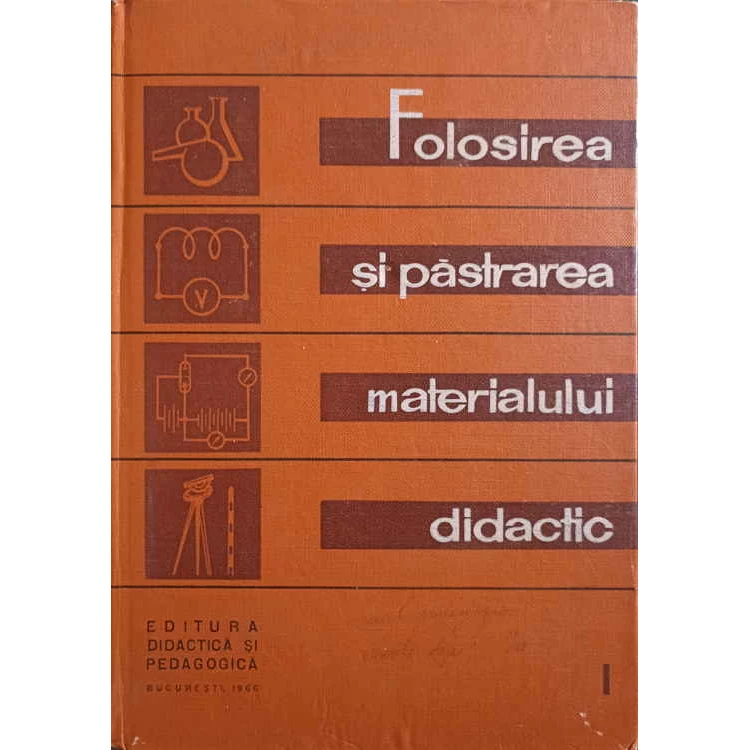 Folosirea
și păstrarea
materialului
didactic
V
EDITURA
DIDACTICĂ ȘI
PEDAGOGICĂ
BUCUREȘTI, 1966
I